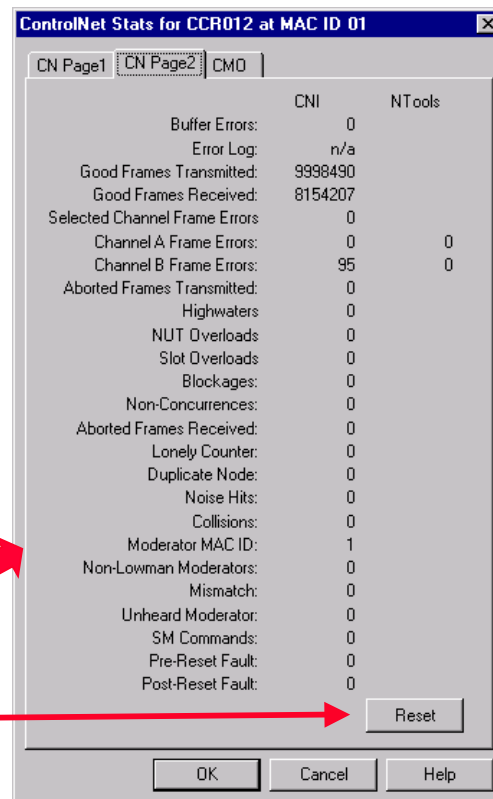 ControlNet Stats for CCR012 at MAC ID 01
CN Page1 CN Page2 CMO
CNI NTools
Buffer Errors: 0
Error Log: n/a
Good Frames Transmitted: 9998490
Good Frames Received: 8154207
Selected Channel Frame Errors 0
Channel A Frame Errors: 0 0
Channel B Frame Errors: 95 0
Aborted Frames Transmitted: 0
Highwaters 0
NUT Overloads 0
Slot Overloads 0
Blockages: 0
Non-Concurrences: 0
Aborted Frames Received: 0
Lonely Counter: 0
Duplicate Node: 0
Noise Hits: 0
Collisions: 0
Moderator MAC ID: 1
Non-Lowman Moderators: 0
Mismatch: 0
Unheard Moderator: 0
SM Commands: 0
Pre-Reset Fault: 0
Post-Reset Fault: 0
Reset
OK Cancel Help